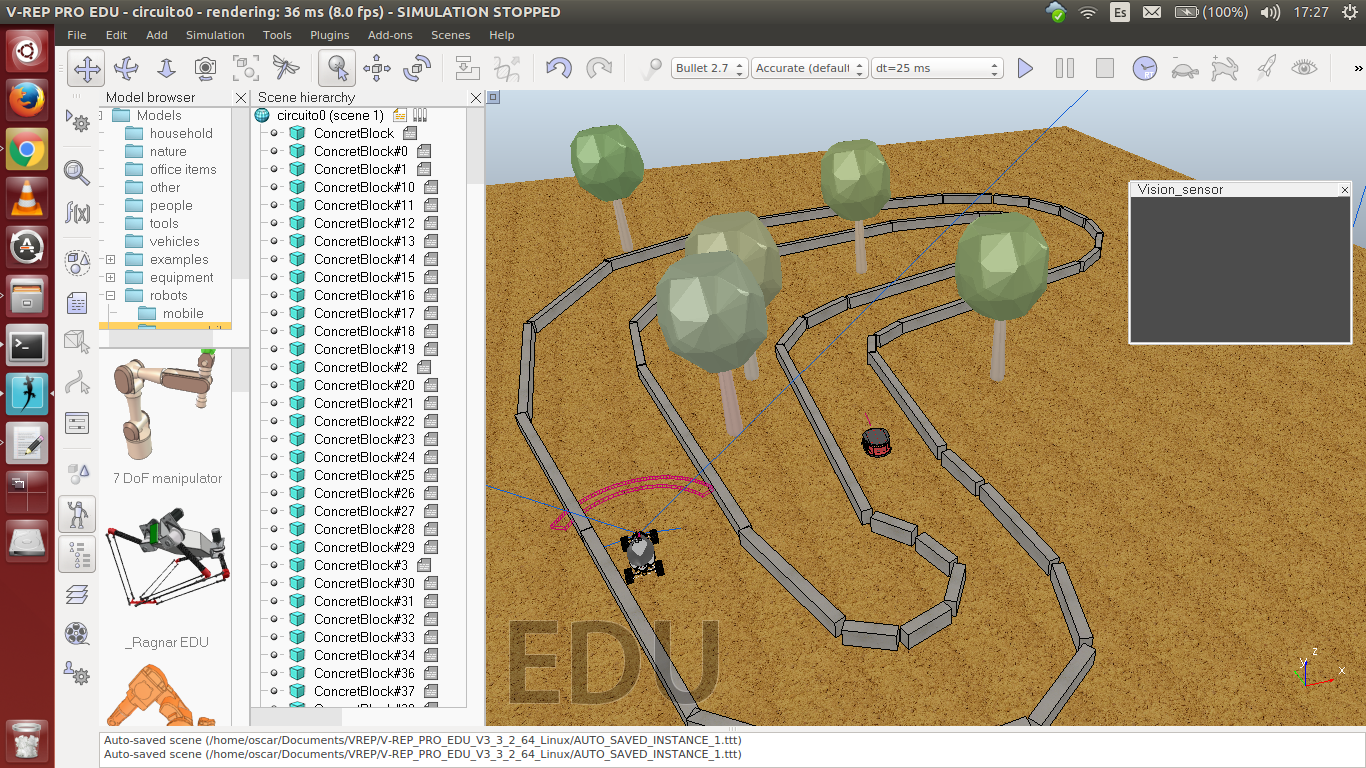 V-REP PRO EDU - circuito0 - rendering: 36 ms (8.0 fps) - SIMULATION STOPPED
Es
(100%)
17:27
File Edit Add Simulation Tools Plugins Add-ons Scenes Help
Bullet 2.7
Accurate (defaul
dt=25 ms
RT
»
Model browser
Models
household
nature
office items
other
people
tools
vehicles
examples
equipment
robots
mobile
7 DoF manipulator
_Ragnar EDU
f(x)
Scene hierarchy
circuito0 (scene 1)
ConcretBlock
ConcretBlock#0
ConcretBlock#1
ConcretBlock#10
ConcretBlock#11
ConcretBlock#12
ConcretBlock#13
ConcretBlock#14
ConcretBlock#15
ConcretBlock#16
ConcretBlock#17
ConcretBlock#18
ConcretBlock#19
ConcretBlock#2
ConcretBlock#20
ConcretBlock#21
ConcretBlock#22
ConcretBlock#23
ConcretBlock#24
ConcretBlock#25
ConcretBlock#26
ConcretBlock#27
ConcretBlock#28
ConcretBlock#29
ConcretBlock#3
ConcretBlock#30
ConcretBlock#31
ConcretBlock#32
ConcretBlock#33
ConcretBlock#34
ConcretBlock#36
ConcretBlock#37
Vision_sensor
EDU
z
y
x
Auto-saved scene (/home/oscar/Documents/VREP/V-REP_PRO_EDU_V3_3_2_64_Linux/AUTO_SAVED_INSTANCE_1.ttt)
Auto-saved scene (/home/oscar/Documents/VREP/V-REP_PRO_EDU_V3_3_2_64_Linux/AUTO_SAVED_INSTANCE_1.ttt)